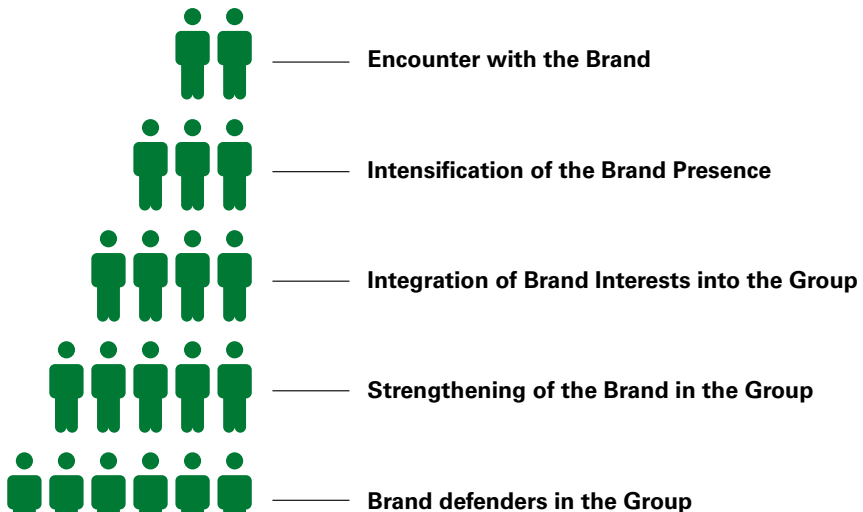 Encounter with the Brand
Intensification of the Brand Presence
Integration of Brand Interests into the Group
Strengthening of the Brand in the Group
Brand defenders in the Group